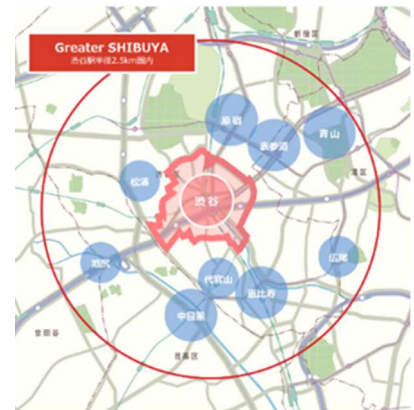 Greater SHIBUYA
渋谷駅半径2.5km圏内
新宿区
原宿
表参道
青山
港区
松濤
渋谷
池尻
代官山
恵比寿
広尾
中目黒
世田谷
目黒区